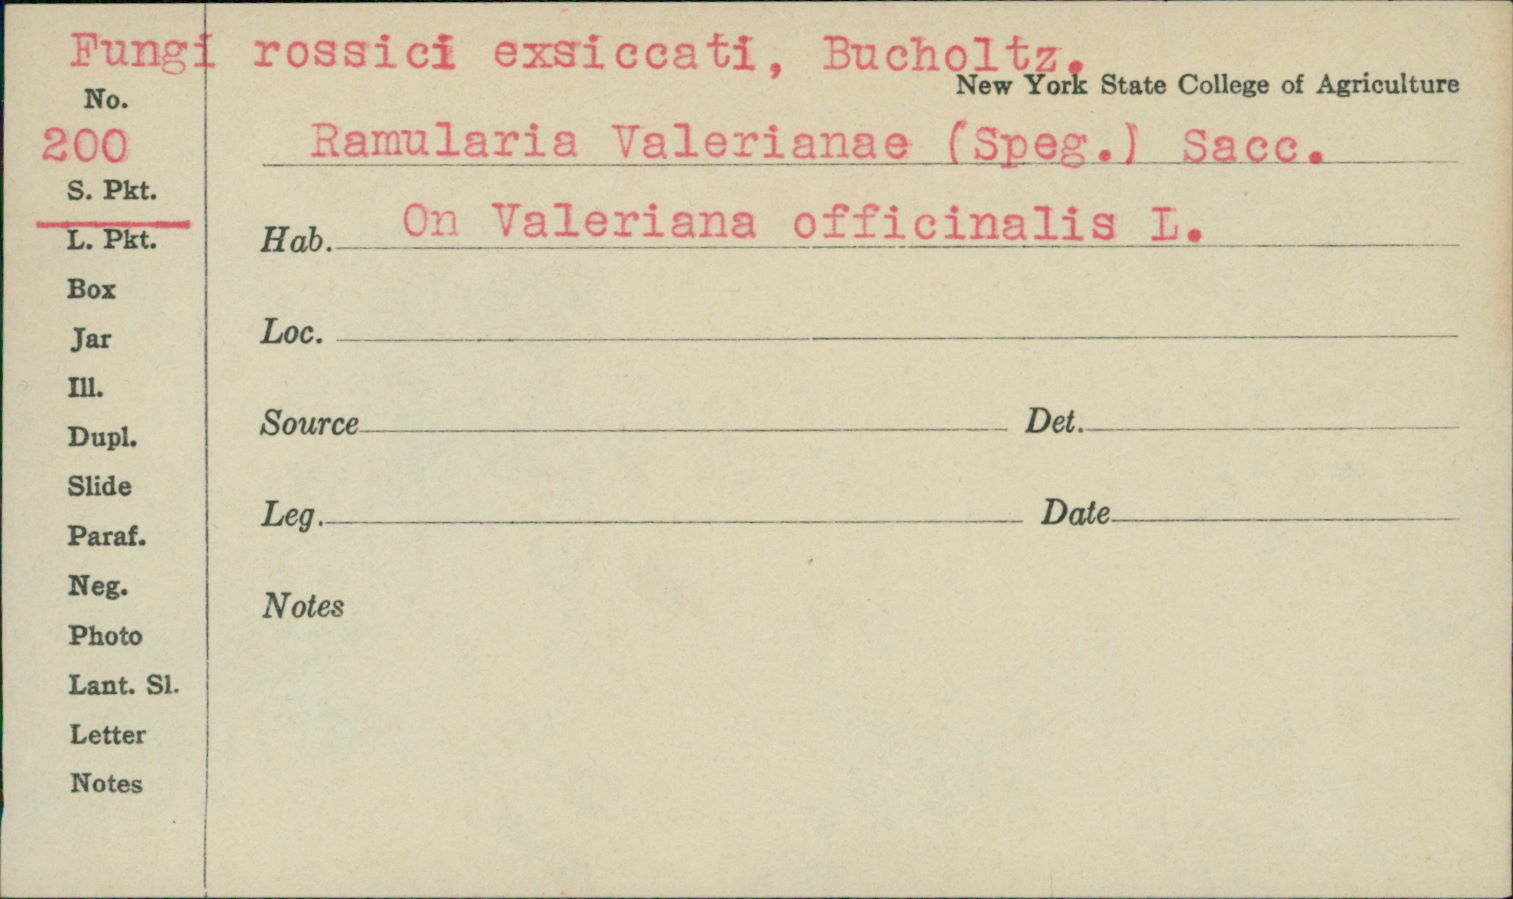 Fungi rossici exsiccati, Bucholtz.
New York State College of Agriculture
No.
200
Ramularia Valerianae (Speg.) Sacc.
S. Pkt.
Hab. On Valeriana officinalis L.
L. Pkt.
Box
Jar
Loc.
Ill.
Dupl.
Source Det.
Slide
Leg. Date
Paraf.
Neg.
Notes
Photo
Lant. Sl.
Letter
Notes